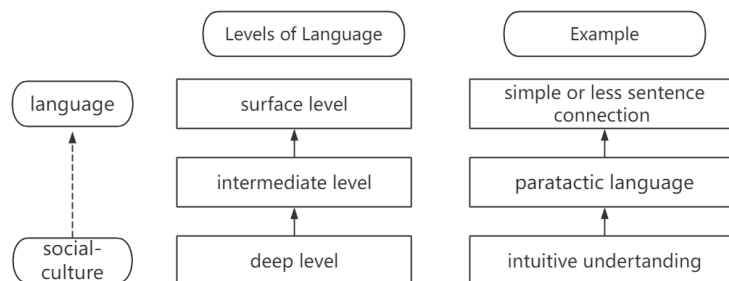 Levels of Language
Example
language
surface level
simple or less sentence
connection
intermediate level
paratactic language
social-
culture
deep level
intuitive undertanding